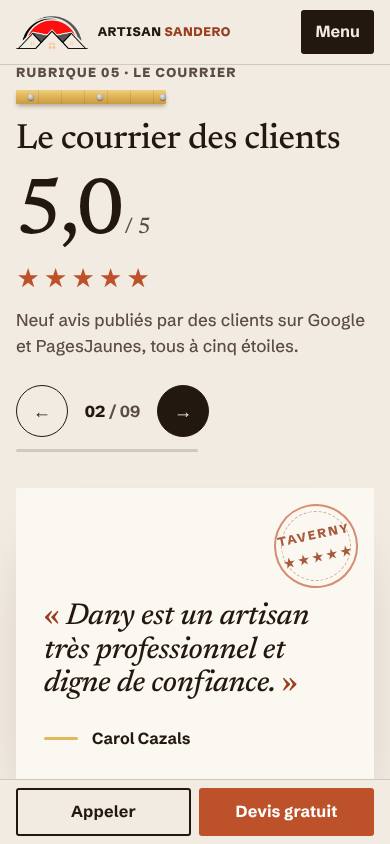 ARTISAN SANDERO
Menu
RUBRIQUE 05 · LE COURRIER
Le courrier des clients
5,0 / 5
★★★★★
Neuf avis publiés par des clients sur Google
et PagesJaunes, tous à cinq étoiles.
← 02 / 09 →
TAVERNY
★★★★★
« Dany est un artisan
très professionnel et
digne de confiance. »
Carol Cazals
Appeler
Devis gratuit